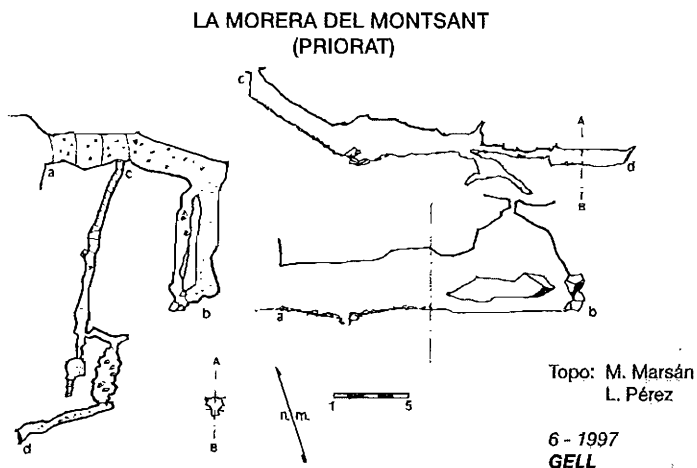 LA MORERA DEL MONTSANT
(PRIORAT)
c
A
a
c
d
B
b
a
b
A
Topo: M. Marsán
L. Pérez
n.m.
1 5
B
d
6 - 1997
GELL